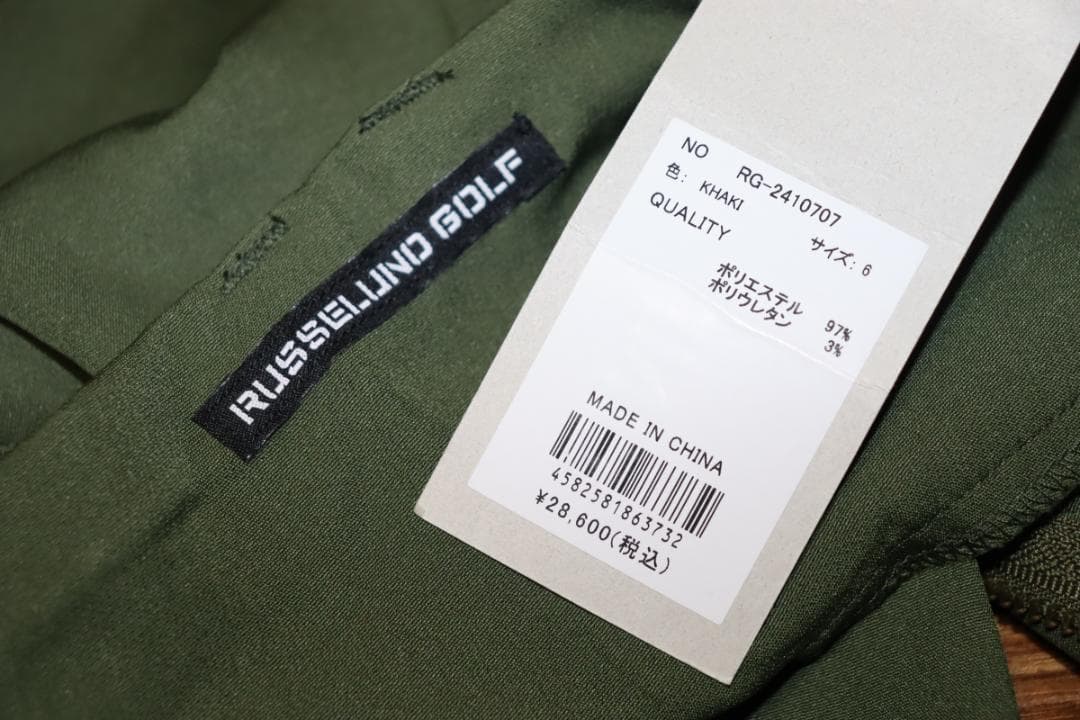 RUSSELUNO GOLF
NO RG-2410707
色: KHAKI サイズ: 6
QUALITY
ポリエステル 97%
ポリウレタン 3%
MADE IN CHINA
4582581863732
¥28,600(税込)